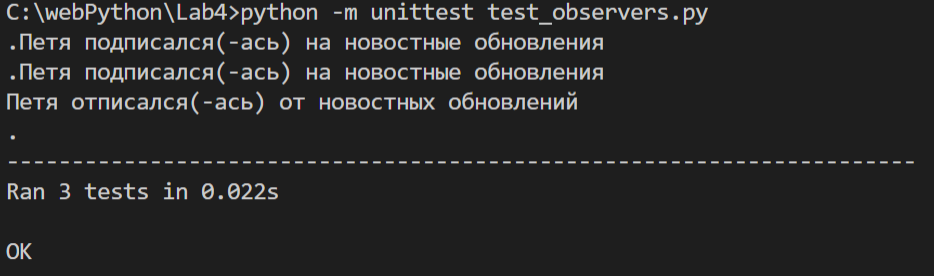 C:\webPython\Lab4>python -m unittest test_observers.py
.Петя подписался(-ась) на новостные обновления
.Петя подписался(-ась) на новостные обновления
Петя отписался(-ась) от новостных обновлений
.
----------------------------------------------------------------------
Ran 3 tests in 0.022s
OK